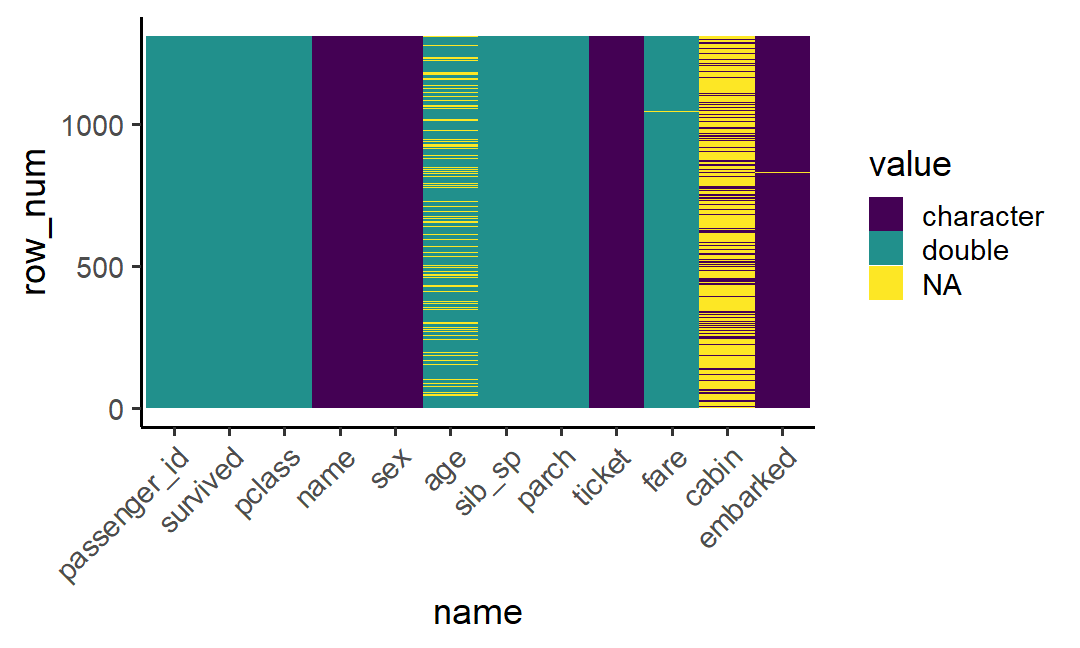 row_num
1000
500
0
passenger_id
survived
pclass
name
sex
age
sib_sp
parch
ticket
fare
cabin
embarked
name
value
character
double
NA